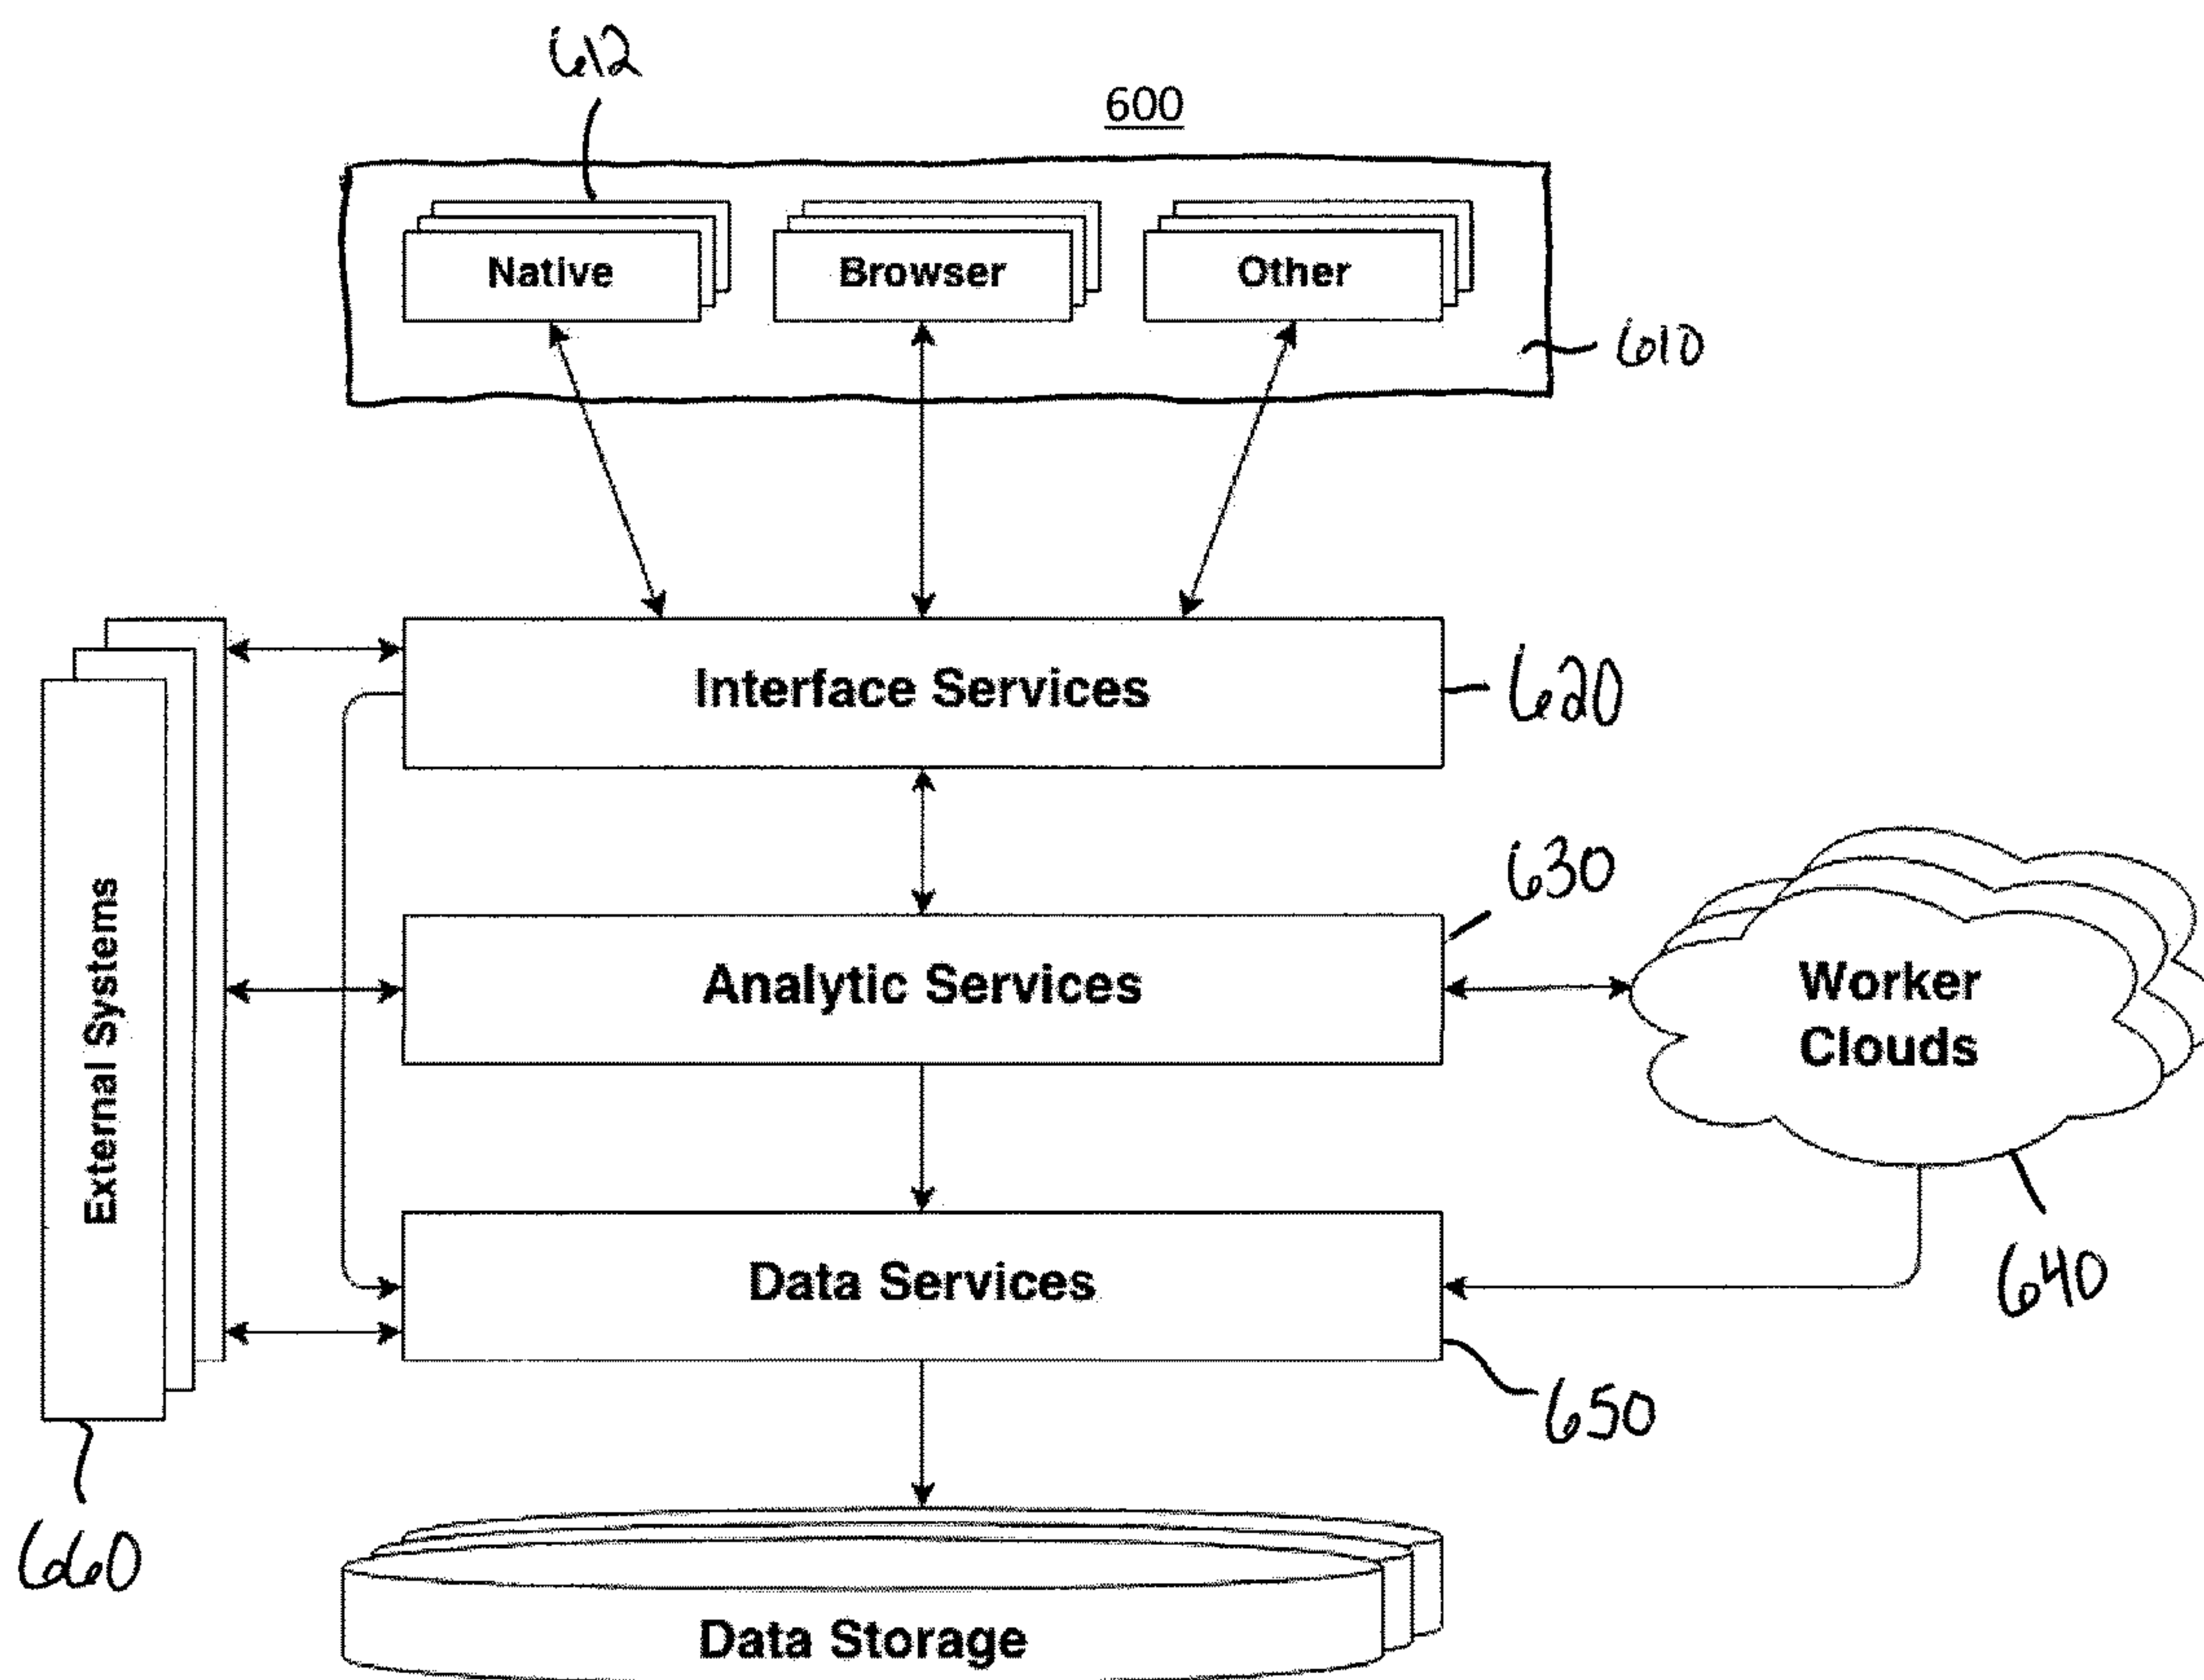 612
600
Native
Browser
Other
610
Interface Services
620
630
External Systems
Analytic Services
Worker
Clouds
Data Services
640
650
660
Data Storage